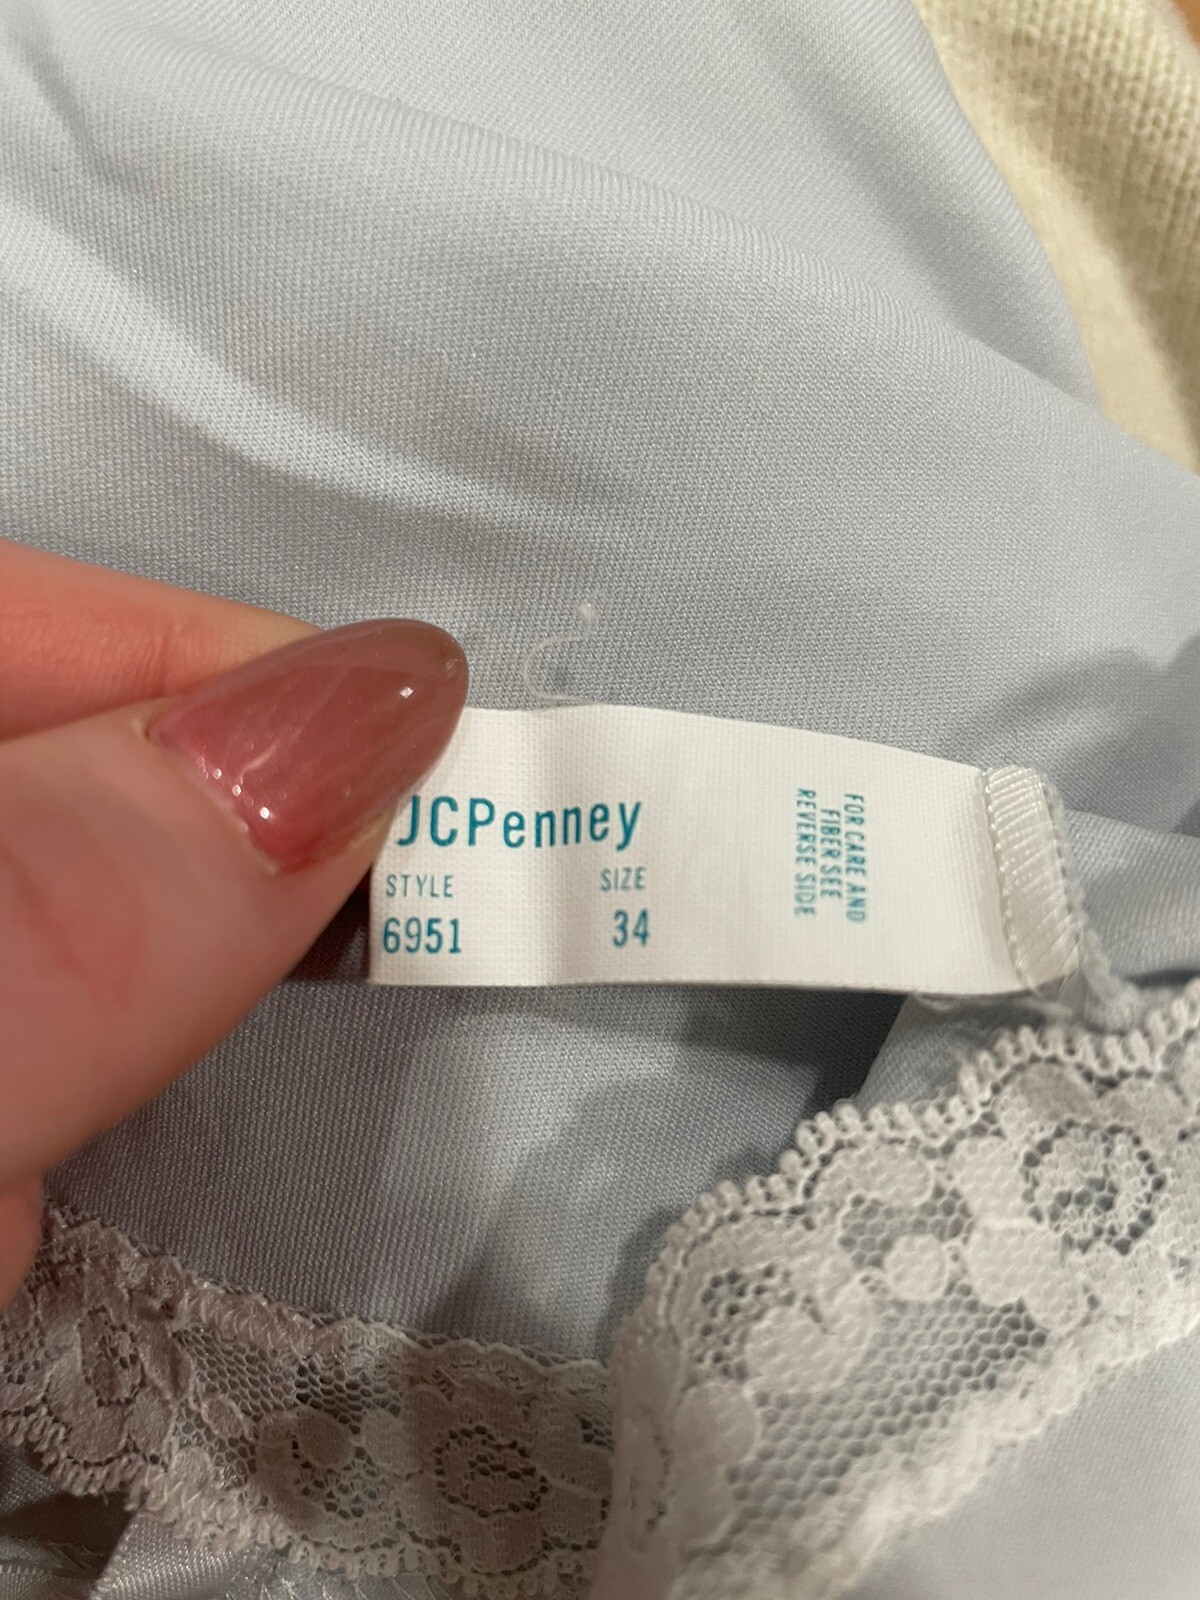 JCPenney
STYLE SIZE
6951 34
FOR CARE AND
FIBER SEE
REVERSE SIDE